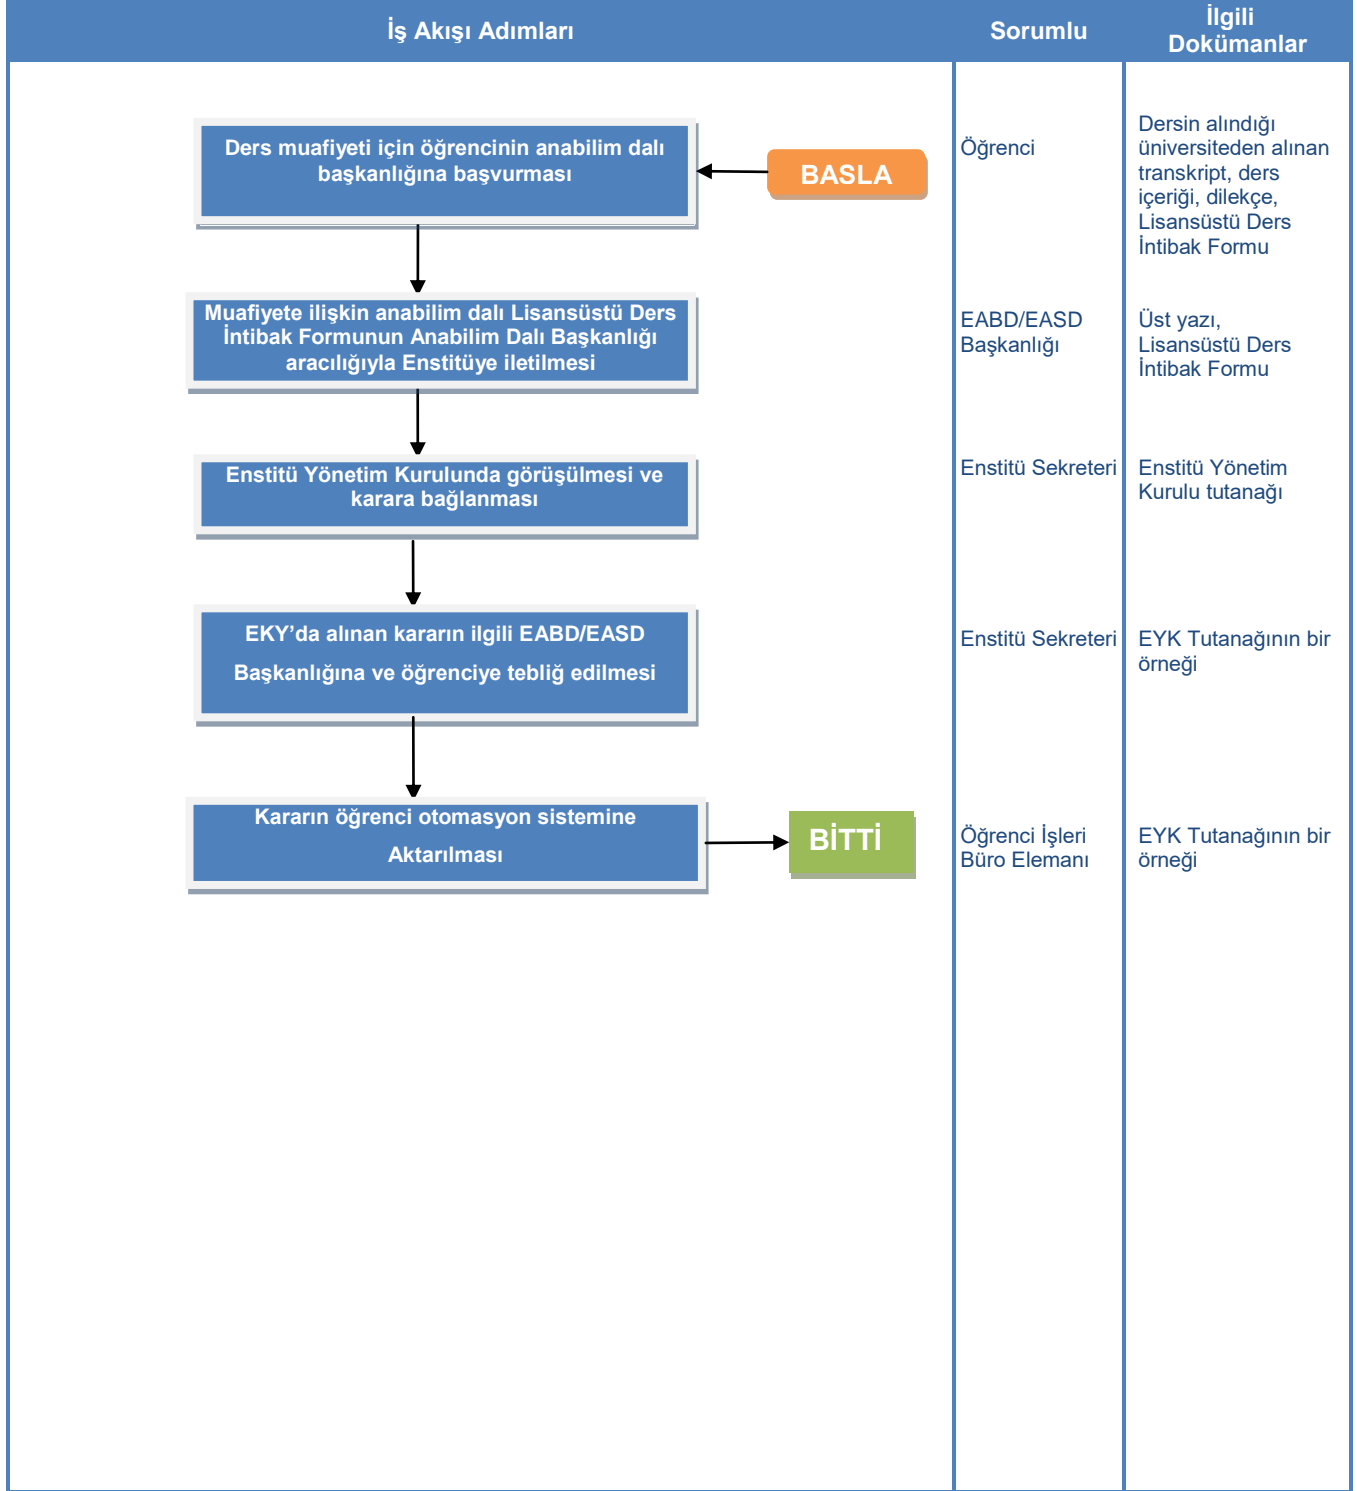 İş Akışı Adımları
Sorumlu
İlgili
Dokümanlar
Ders muafiyeti için öğrencinin anabilim dalı
başkanlığına başvurması
BASLA
Öğrenci
Dersin alındığı
üniversiteden alınan
transkript, ders
içeriği, dilekçe,
Lisansüstü Ders
İntibak Formu
Muafiyete ilişkin anabilim dalı Lisansüstü Ders
İntibak Formunun Anabilim Dalı Başkanlığı
aracılığıyla Enstitüye iletilmesi
EABD/EASD
Başkanlığı
Üst yazı,
Lisansüstü Ders
İntibak Formu
Enstitü Yönetim Kurulunda görüşülmesi ve
karara bağlanması
Enstitü Sekreteri
Enstitü Yönetim
Kurulu tutanağı
EKY’da alınan kararın ilgili EABD/EASD
Başkanlığına ve öğrenciye tebliğ edilmesi
Enstitü Sekreteri
EYK Tutanağının bir
örneği
Kararın öğrenci otomasyon sistemine
Aktarılması
BİTTİ
Öğrenci İşleri
Büro Elemanı
EYK Tutanağının bir
örneği